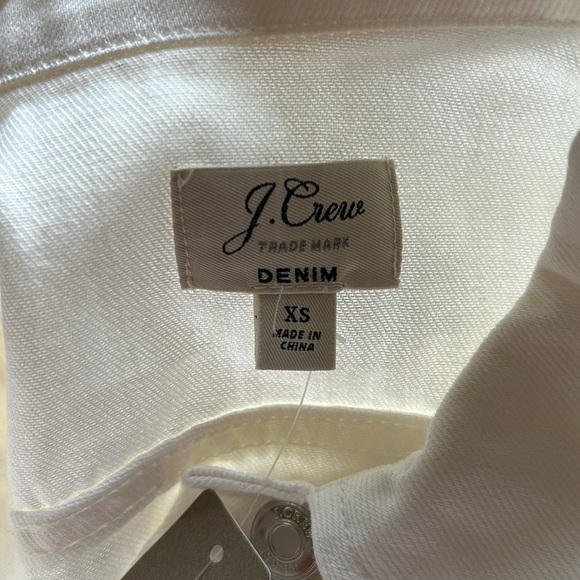 J.Crew
TRADE MARK
DENIM
XS
MADE IN
CHINA